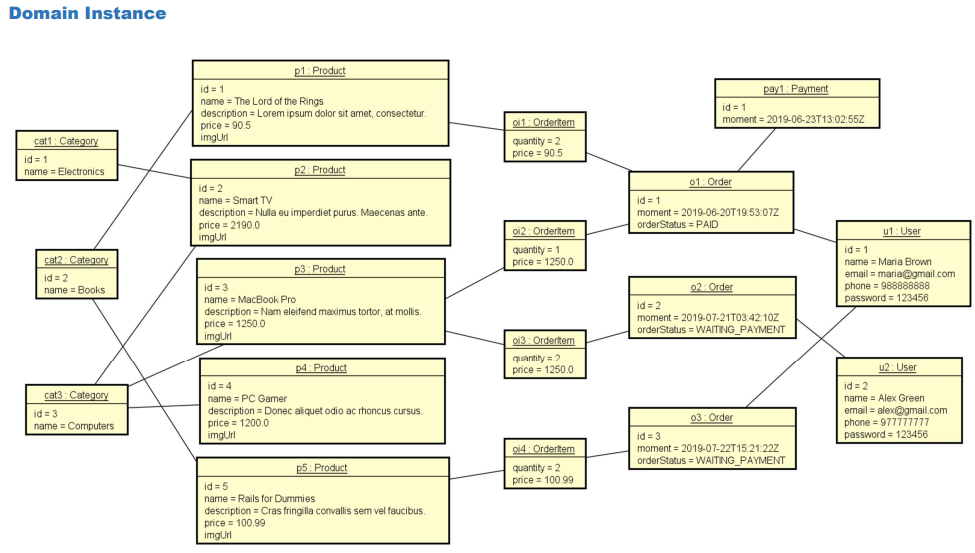 Domain Instance
cat1 : Category
id = 1
name = Electronics
cat2 : Category
id = 2
name = Books
cat3 : Category
id = 3
name = Computers
p1 : Product
id = 1
name = The Lord of the Rings
description = Lorem ipsum dolor sit amet, consectetur.
price = 90.5
imgUrl
p2 : Product
id = 2
name = Smart TV
description = Nulla eu imperdiet purus. Maecenas ante.
price = 2190.0
imgUrl
p3 : Product
id = 3
name = MacBook Pro
description = Nam eleifend maximus tortor, at mollis.
price = 1250.0
imgUrl
p4 : Product
id = 4
name = PC Gamer
description = Donec aliquet odio ac rhoncus cursus.
price = 1200.0
imgUrl
p5 : Product
id = 5
name = Rails for Dummies
description = Cras fringilla convallis sem vel faucibus.
price = 100.99
imgUrl
oi1 : OrderItem
quantity = 2
price = 90.5
oi2 : OrderItem
quantity = 1
price = 1250.0
oi3 : OrderItem
quantity = 2
price = 1250.0
oi4 : OrderItem
quantity = 2
price = 100.99
pay1 : Payment
id = 1
moment = 2019-06-23T13:02:55Z
o1 : Order
id = 1
moment = 2019-06-20T19:53:07Z
orderStatus = PAID
o2 : Order
id = 2
moment = 2019-07-21T03:42:10Z
orderStatus = WAITING_PAYMENT
o3 : Order
id = 3
moment = 2019-07-22T15:21:22Z
orderStatus = WAITING_PAYMENT
u1 : User
id = 1
name = Maria Brown
email = maria@gmail.com
phone = 988888888
password = 123456
u2 : User
id = 2
name = Alex Green
email = alex@gmail.com
phone = 977777777
password = 123456